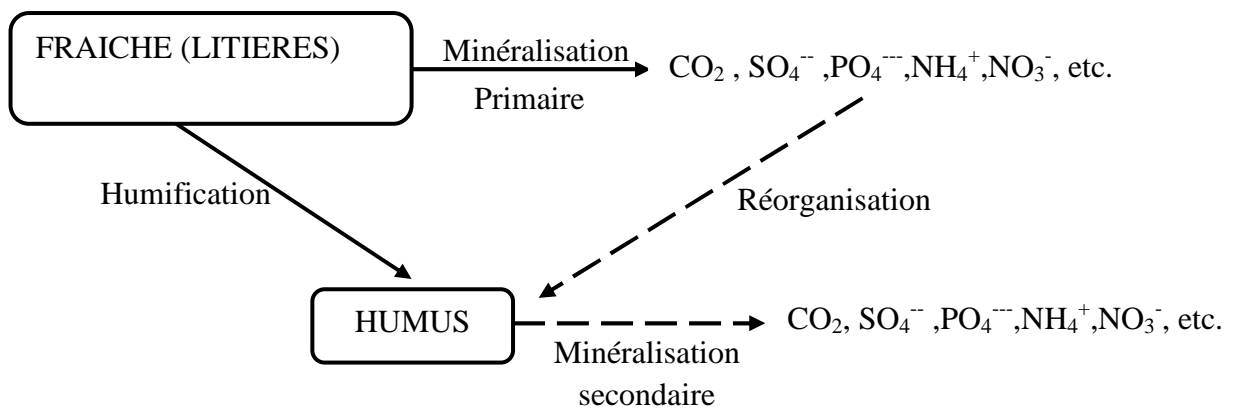 FRAICHE (LITIERES)
Minéralisation
Primaire
CO₂ , SO₄⁻⁻ ,PO₄⁻⁻⁻,NH₄⁺,NO₃⁻, etc.
Humification
Réorganisation
HUMUS
CO₂, SO₄⁻⁻ ,PO₄⁻⁻⁻,NH₄⁺,NO₃⁻, etc.
Minéralisation
secondaire